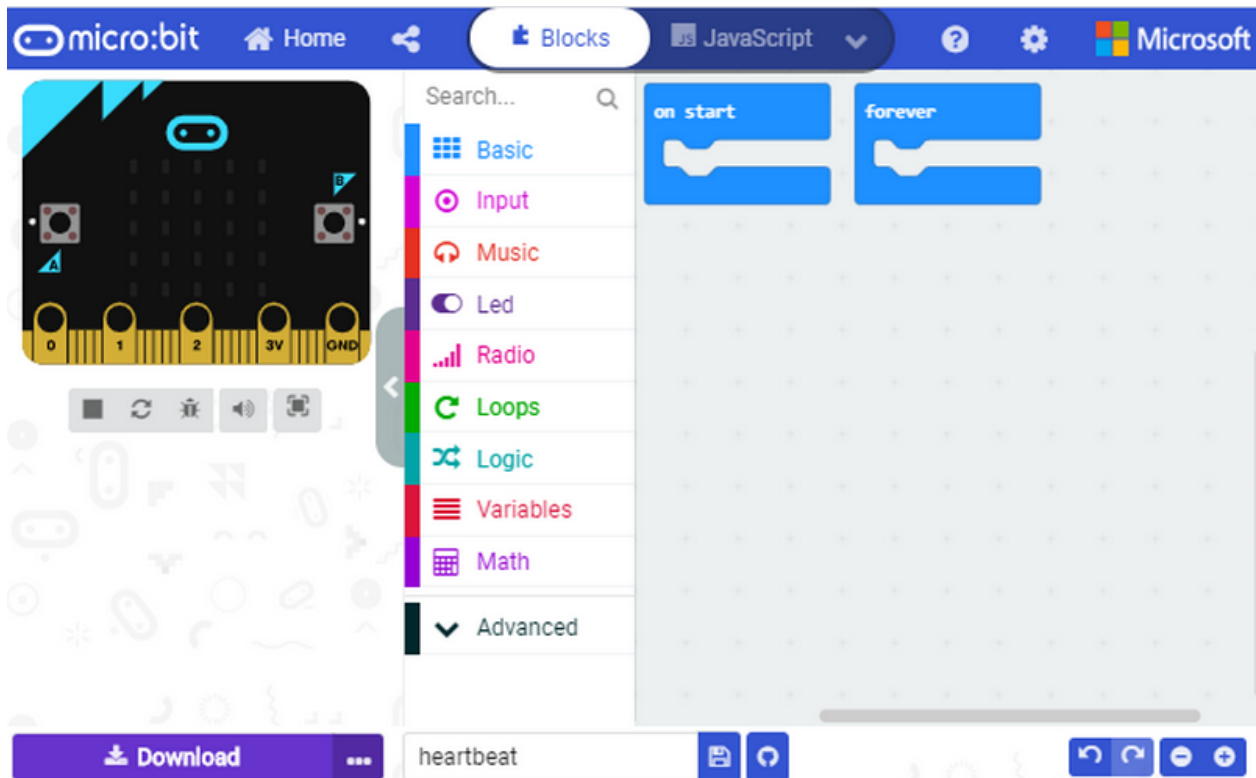 micro:bit Home Blocks JS JavaScript ? Microsoft
B
A
0 1 2 3V GND
Search...
Basic
Input
Music
Led
Radio
Loops
Logic
Variables
Math
Advanced
on start
forever
Download ... heartbeat